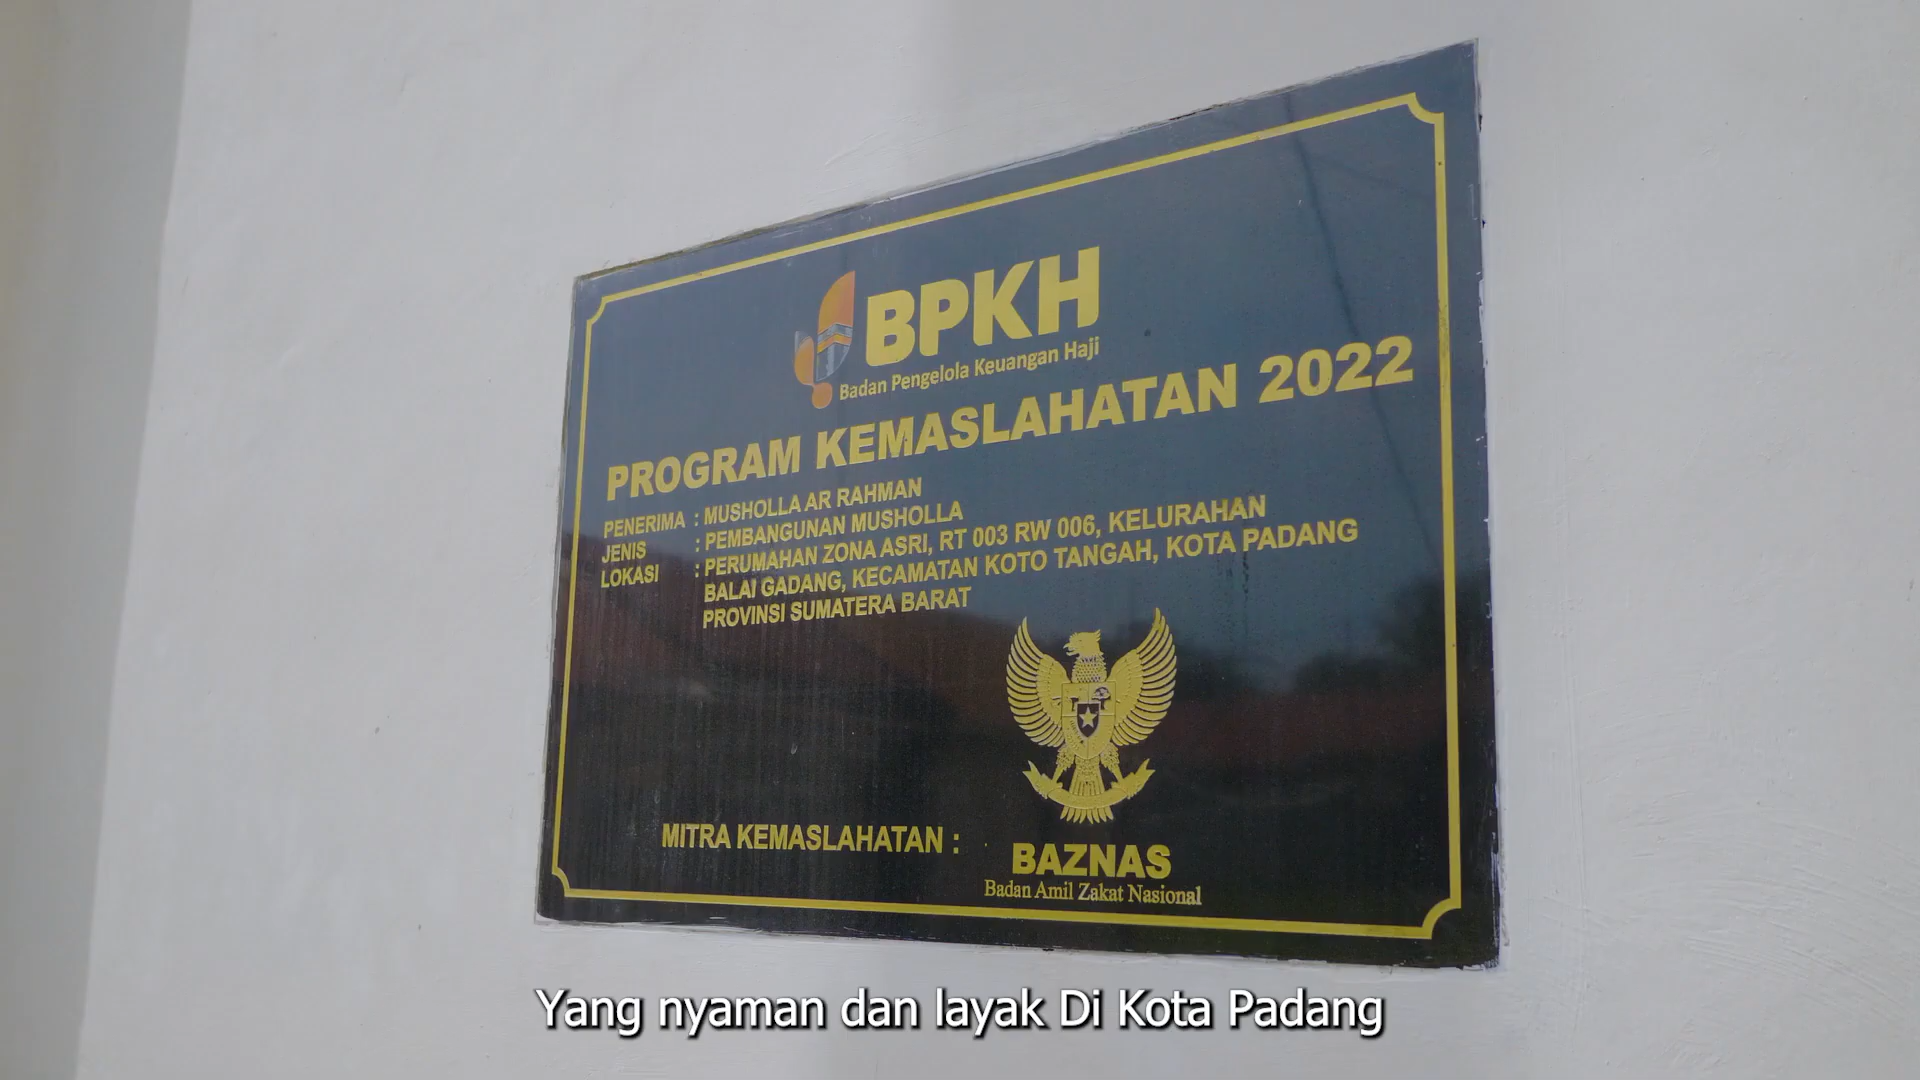 BPKH
Badan Pengelola Keuangan Haji
PROGRAM KEMASLAHATAN 2022
PENERIMA : MUSHOLLA AR RAHMAN
JENIS : PEMBANGUNAN MUSHOLLA
LOKASI : PERUMAHAN ZONA ASRI, RT 003 RW 006, KELURAHAN
BALAI GADANG, KECAMATAN KOTO TANGAH, KOTA PADANG
PROVINSI SUMATERA BARAT
MITRA KEMASLAHATAN :
BAZNAS
Badan Amil Zakat Nasional
Yang nyaman dan layak Di Kota Padang